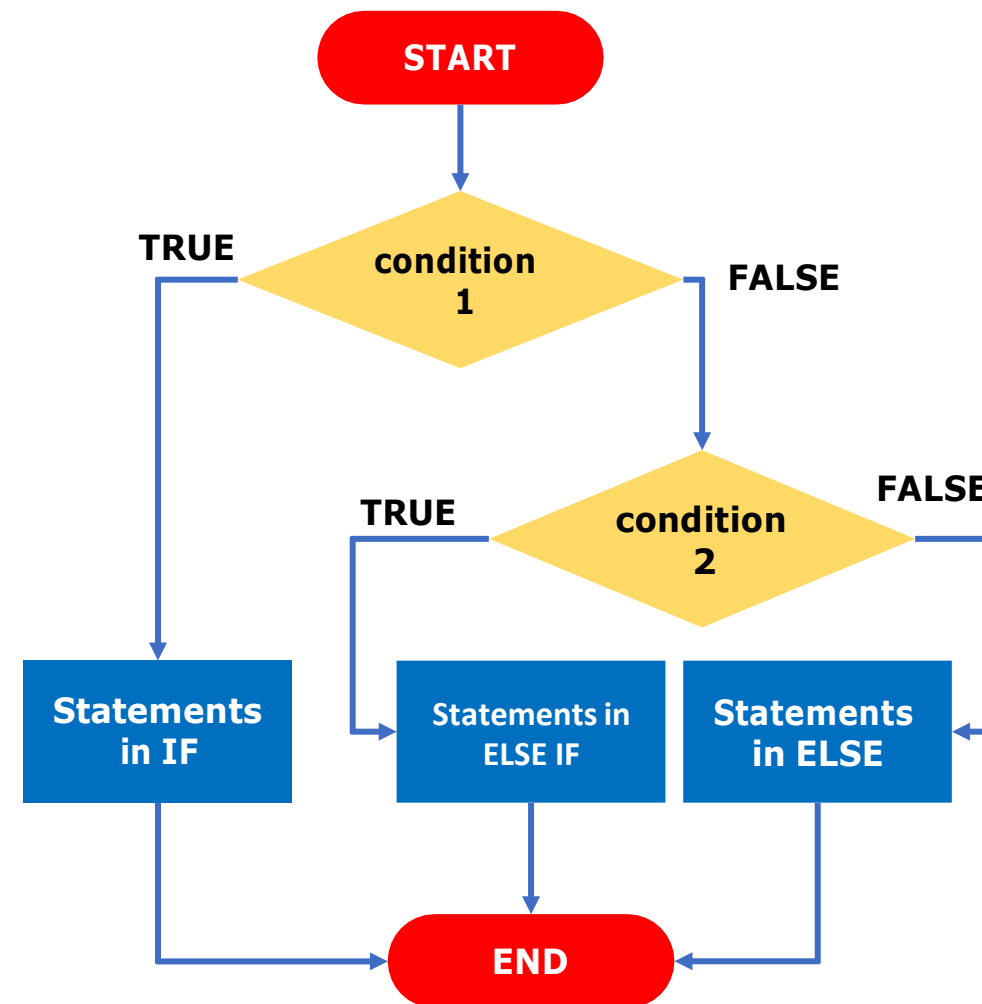 START
TRUE
condition
1
FALSE
TRUE
condition
2
FALSE
Statements
in IF
Statements in
ELSE IF
Statements
in ELSE
END